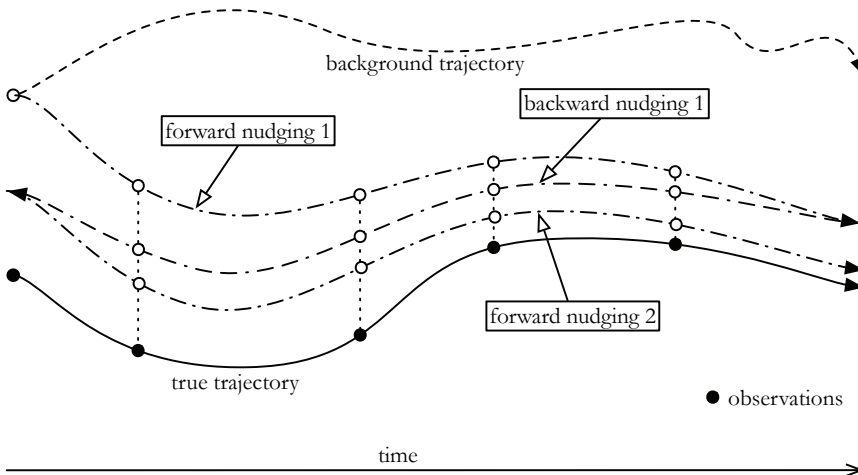 background trajectory
backward nudging 1
forward nudging 1
forward nudging 2
true trajectory
observations
time